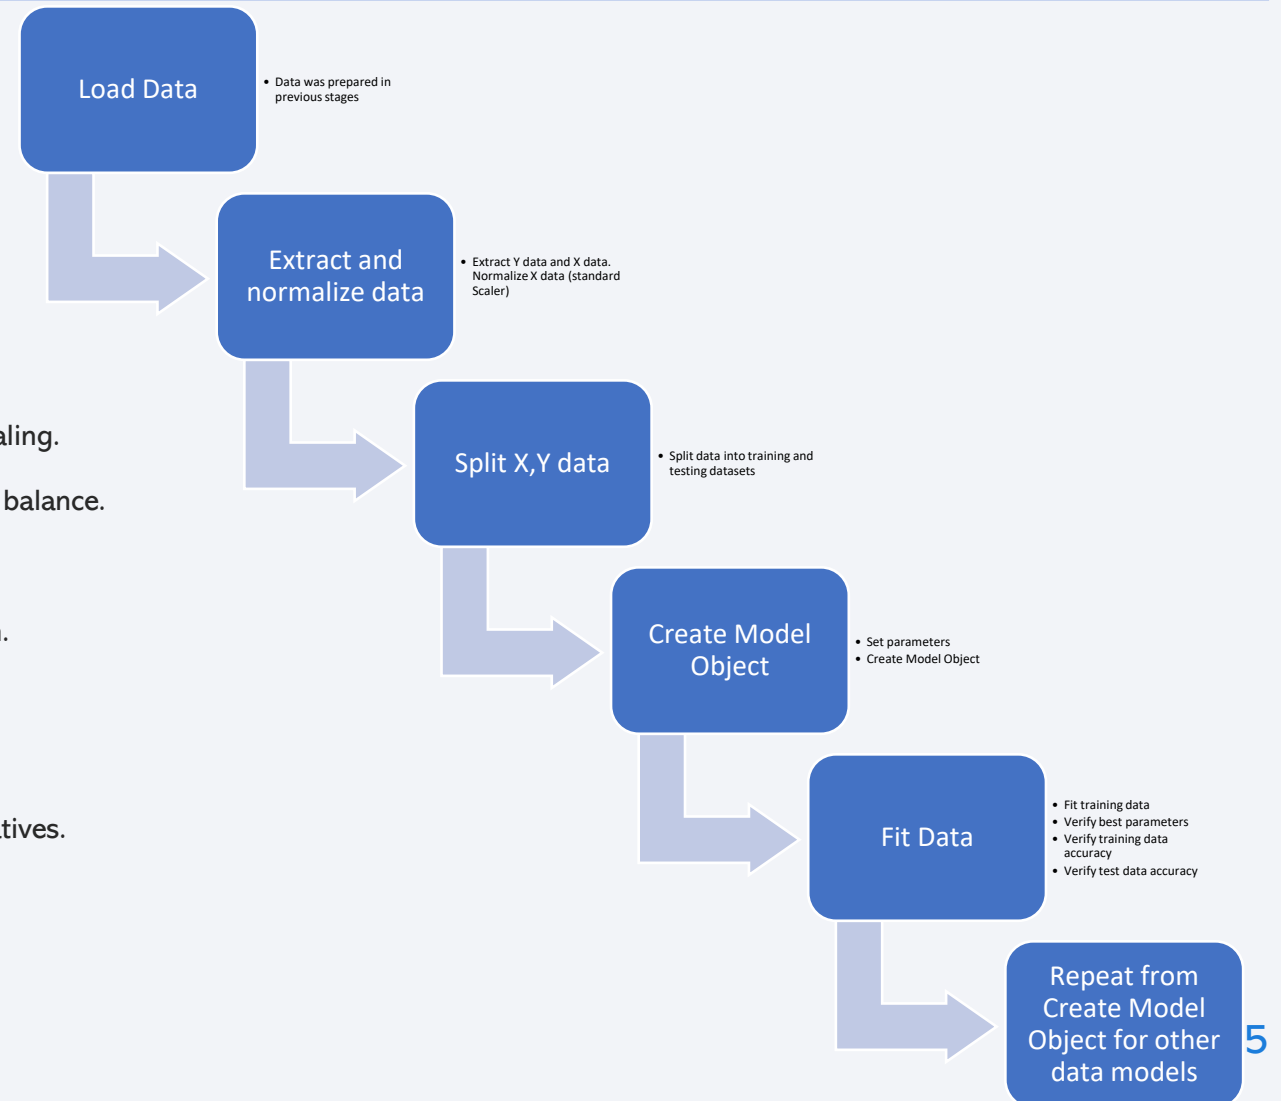 Load Data
• Data was prepared in
previous stages
Extract and
normalize data
• Extract Y data and X data.
Normalize X data (standard
Scaler)
aling.
balance.
Split X,Y data
• Split data into training and
testing datasets
.
Create Model
Object
• Set parameters
• Create Model Object
atives.
Fit Data
• Fit training data
• Verify best parameters
• Verify training data
accuracy
• Verify test data accuracy
Repeat from
Create Model
Object for other
data models
5